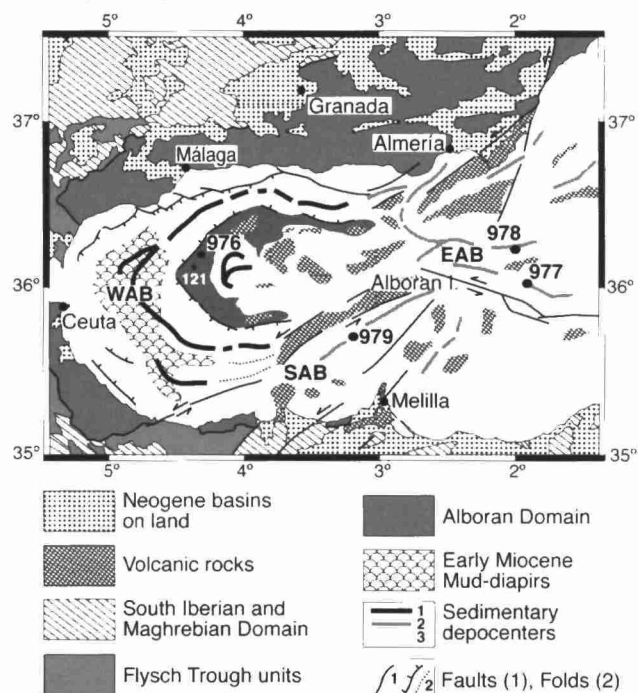 5° 4° 3° 2°
37° Granada 37°
Málaga Almería
976 978
EAB 977
36° WAB 121 Alboran I. 36°
Ceuta
979
SAB
Melilla
35° 35°
5° 4° 3° 2°
Neogene basins
on land
Volcanic rocks
South Iberian and
Maghrebian Domain
Flysch Trough units
Alboran Domain
Early Miocene
Mud-diapirs
1
2
3
Sedimentary
depocenters
1 2 Faults (1), Folds (2)